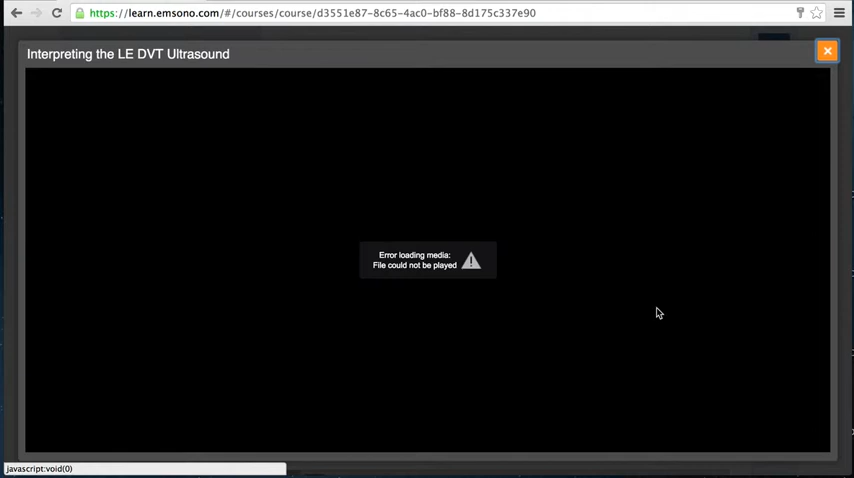 https://learn.emsono.com/#/courses/course/d3551e87-8c65-4ac0-bf88-8d175c337e90
Interpreting the LE DVT Ultrasound
Error loading media:
File could not be played
javascript:void(0)